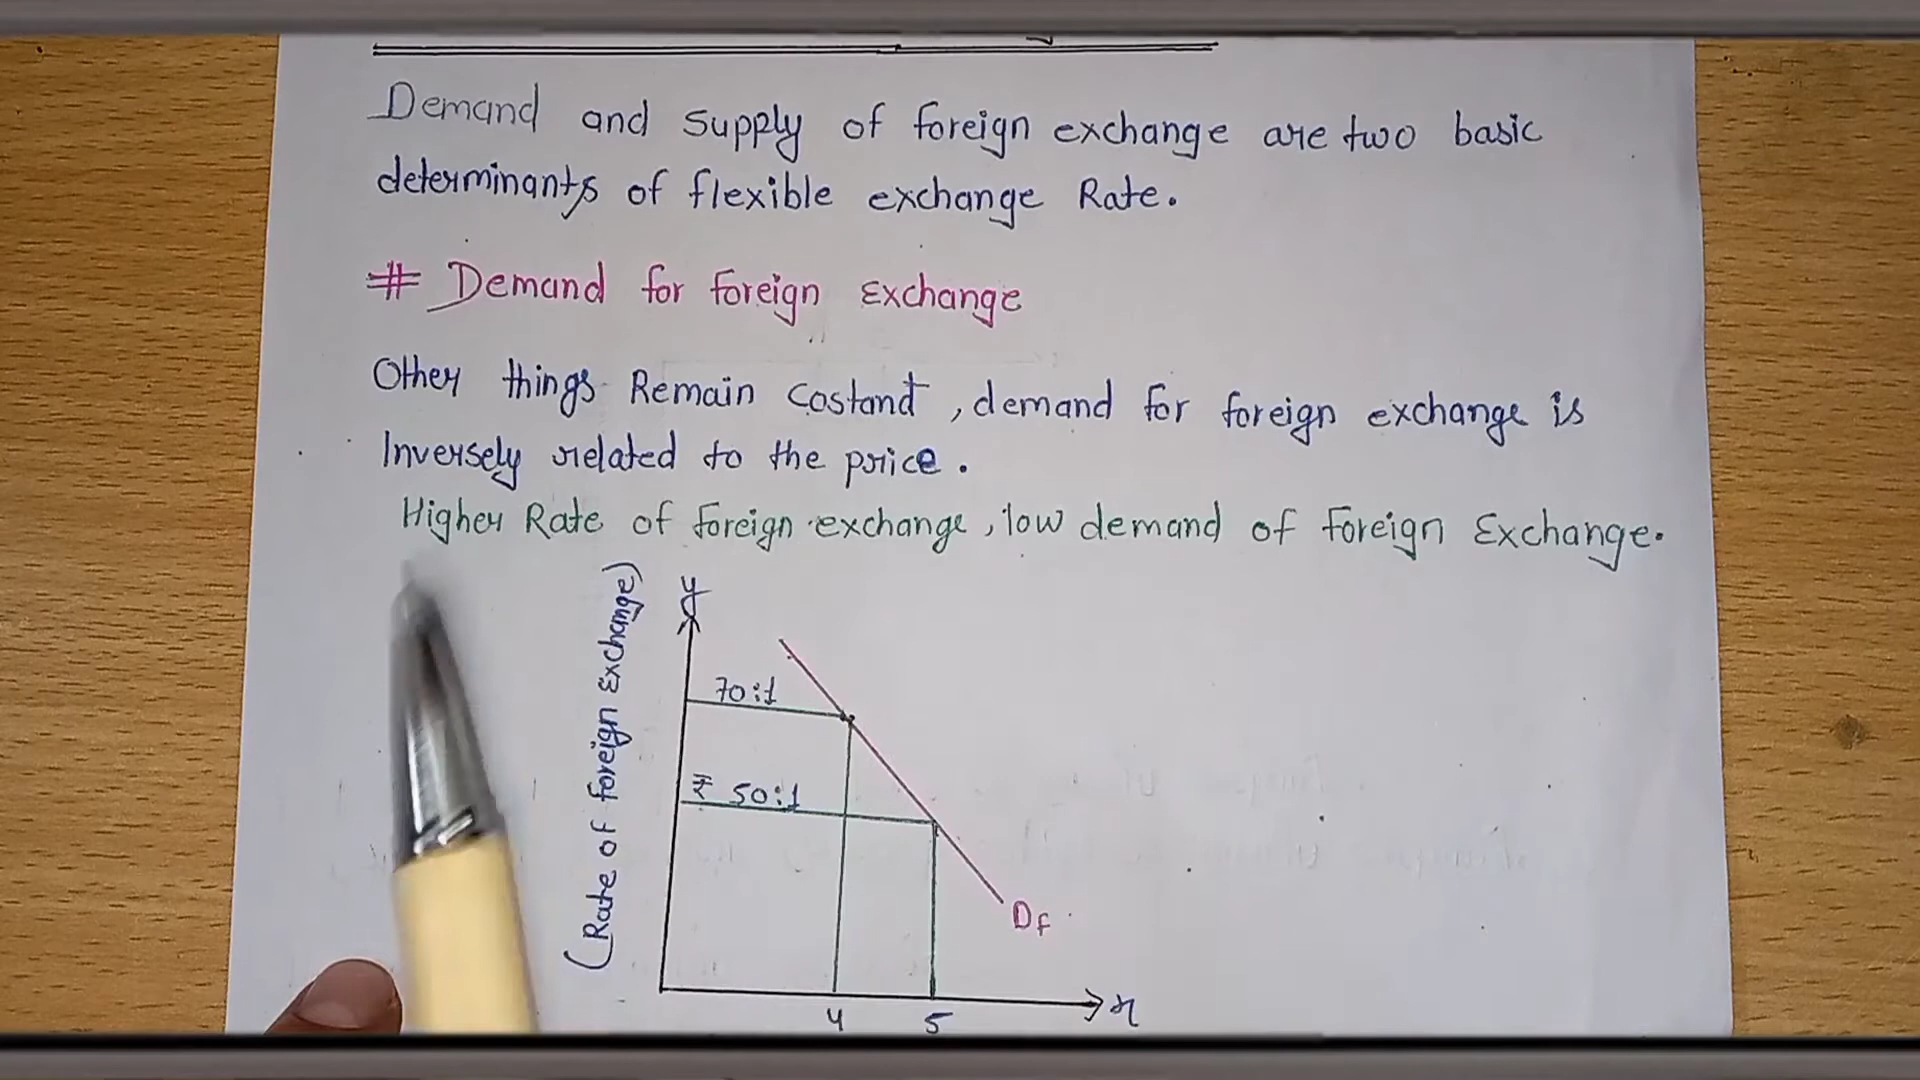 Demand and supply of foreign exchange are two basic
determinants of flexible exchange Rate.
# Demand for foreign Exchange
Other things Remain Costant, demand for foreign exchange is
Inversely related to the price.
Higher Rate of foreign exchange, low demand of Foreign Exchange.
(Rate of foreign Exchange)
y
70:1
₹ 50:1
Df
x
4 5